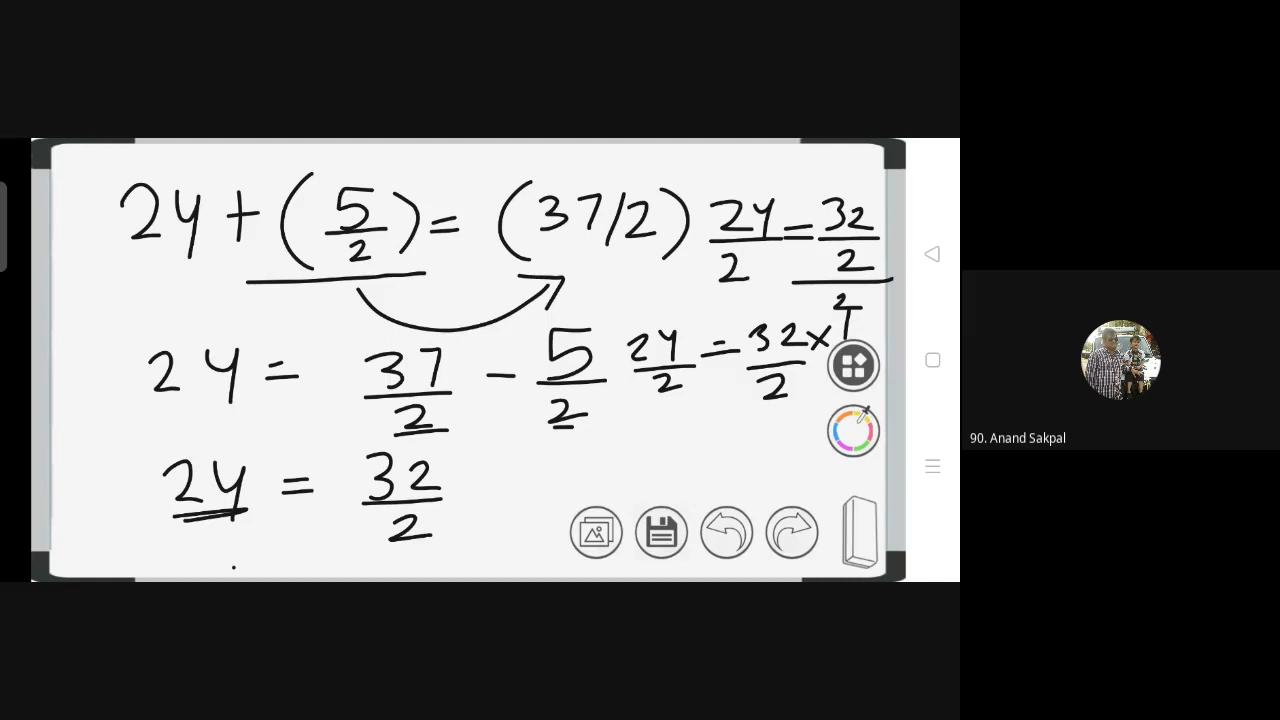 2y + (5/2) = (37/2)
2y = 37/2 - 5/2
2y = 32/2
2y/2 = 32/2/2
2y/2 = 32/2 x
90. Anand Sakpal